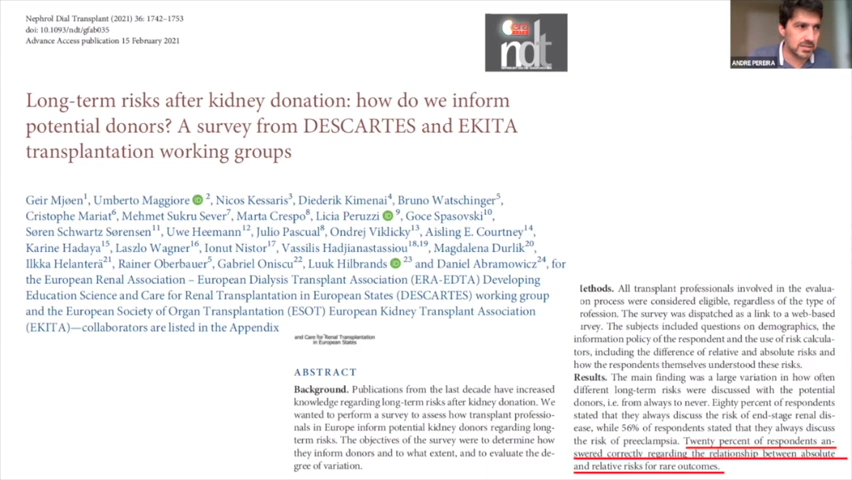 Nephrol Dial Transplant (2021) 36: 1742–1753
doi: 10.1093/ndt/gfab035
Advance Access publication 15 February 2021
ndt
ANDRE PEREIRA
Long-term risks after kidney donation: how do we inform
potential donors? A survey from DESCARTES and EKITA
transplantation working groups
Geir Mjøen1, Umberto Maggiore 2, Nicos Kessaris3, Diederik Kimenai4, Bruno Watschinger5,
Cristophe Mariat6, Mehmet Sukru Sever7, Marta Crespo8, Licia Peruzzi 9, Goce Spasovski10,
Søren Schwartz Sørensen11, Uwe Heemann12, Julio Pascual8, Ondrej Viklicky13, Aisling E. Courtney14,
Karine Hadaya15, Laszlo Wagner16, Ionut Nistor17, Vassilis Hadjianastassiou18,19, Magdalena Durlik20,
Ilkka Helanterä21, Rainer Oberbauer5, Gabriel Oniscu22, Luuk Hilbrands 23 and Daniel Abramowicz24, for
the European Renal Association – European Dialysis Transplant Association (ERA-EDTA) Developing
Education Science and Care for Renal Transplantation in European States (DESCARTES) working group
and the European Society of Organ Transplantation (ESOT) European Kidney Transplant Association
(EKITA)—collaborators are listed in the Appendix
and Care for Renal Transplantation
in European States
ABSTRACT
Background. Publications from the last decade have increased
knowledge regarding long-term risks after kidney donation. We
wanted to perform a survey to assess how transplant professio-
nals in Europe inform potential kidney donors regarding long-
term risks. The objectives of the survey were to determine how
they inform donors and to what extent, and to evaluate the de-
gree of variation.
lethods. All transplant professionals involved in the evalua-
on process were considered eligible, regardless of the type of
rofession. The survey was dispatched as a link to a web-based
ırvey. The subjects included questions on demographics, the
information policy of the respondent and the use of risk calcula-
tors, including the difference of relative and absolute risks and
how the respondents themselves understood these risks.
Results. The main finding was a large variation in how often
different long-term risks were discussed with the potential
donors, i.e. from always to never. Eighty percent of respondents
stated that they always discuss the risk of end-stage renal dis-
ease, while 56% of respondents stated that they always discuss
the risk of preeclampsia. Twenty percent of respondents an-
swered correctly regarding the relationship between absolute
and relative risks for rare outcomes.